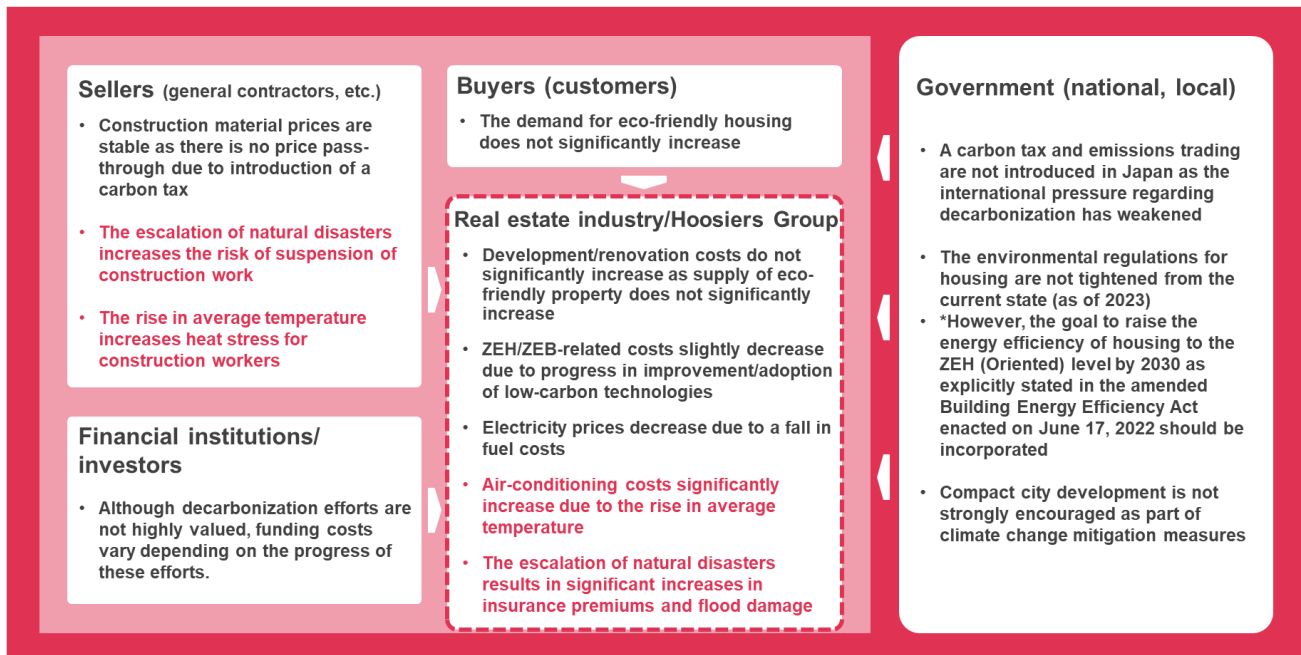 Sellers (general contractors, etc.)
• Construction material prices are
stable as there is no price pass-
through due to introduction of a
carbon tax
• The escalation of natural disasters
increases the risk of suspension of
construction work
• The rise in average temperature
increases heat stress for
construction workers
Financial institutions/
investors
• Although decarbonization efforts are
not highly valued, funding costs
vary depending on the progress of
these efforts.
Buyers (customers)
• The demand for eco-friendly housing
does not significantly increase
Real estate industry/Hoosiers Group
• Development/renovation costs do not
significantly increase as supply of eco-
friendly property does not significantly
increase
• ZEH/ZEB-related costs slightly decrease
due to progress in improvement/adoption
of low-carbon technologies
• Electricity prices decrease due to a fall in
fuel costs
• Air-conditioning costs significantly
increase due to the rise in average
temperature
• The escalation of natural disasters
results in significant increases in
insurance premiums and flood damage
Government (national, local)
• A carbon tax and emissions trading
are not introduced in Japan as the
international pressure regarding
decarbonization has weakened
• The environmental regulations for
housing are not tightened from the
current state (as of 2023)
• *However, the goal to raise the
energy efficiency of housing to the
ZEH (Oriented) level by 2030 as
explicitly stated in the amended
Building Energy Efficiency Act
enacted on June 17, 2022 should be
incorporated
• Compact city development is not
strongly encouraged as part of
climate change mitigation measures